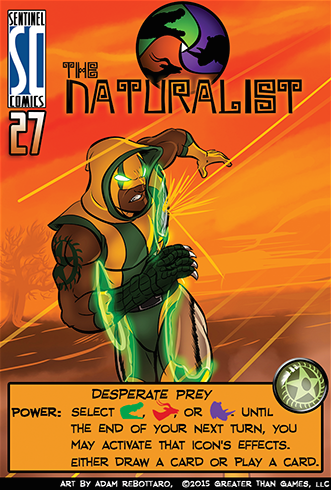 SENTINEL
SC
COMICS
27
THE
NATURALIST
DESPERATE PREY
POWER: SELECT , OR UNTIL
THE END OF YOUR NEXT TURN, YOU
MAY ACTIVATE THAT ICON'S EFFECTS.
EITHER DRAW A CARD OR PLAY A CARD.
ART BY ADAM REBOTTARO, ©2015 GREATER THAN GAMES, LLC